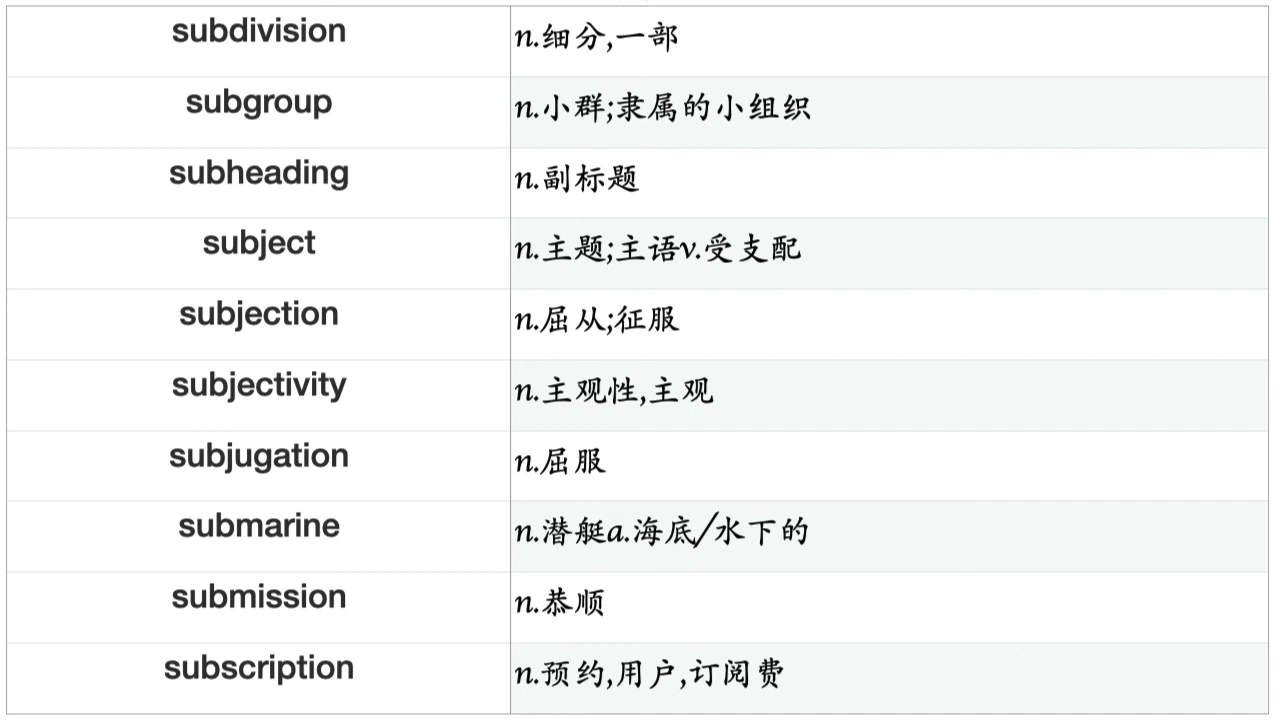 subdivision n.细分,一部
subgroup n.小群;隶属的小组织
subheading n.副标题
subject n.主题;主语v.受支配
subjection n.屈从;征服
subjectivity n.主观性,主观
subjugation n.屈服
submarine n.潜艇a.海底/水下的
submission n.恭顺
subscription n.预约,用户,订阅费